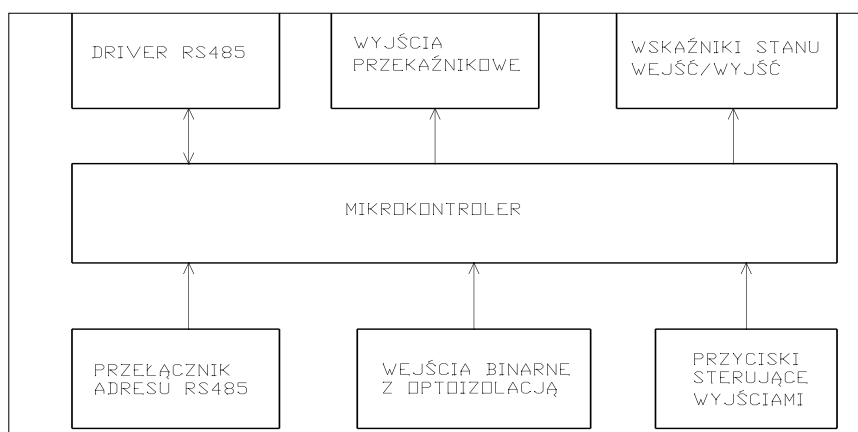 DRIVER RS485
WYJŚCIA
PRZEKAŹNIKOWE
WSKAŹNIKI STANU
WEJŚĆ/WYJŚĆ
MIKROKONTROLER
PRZEŁĄCZNIK
ADRESU RS485
WEJŚCIA BINARNE
Z OPTOIZOLACJĄ
PRZYCISKI
STERUJĄCE
WYJŚCIAMI